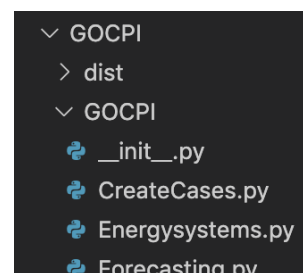 GOCPI
dist
GOCPI
__init__.py
CreateCases.py
Energysystems.py
Forecasting.py